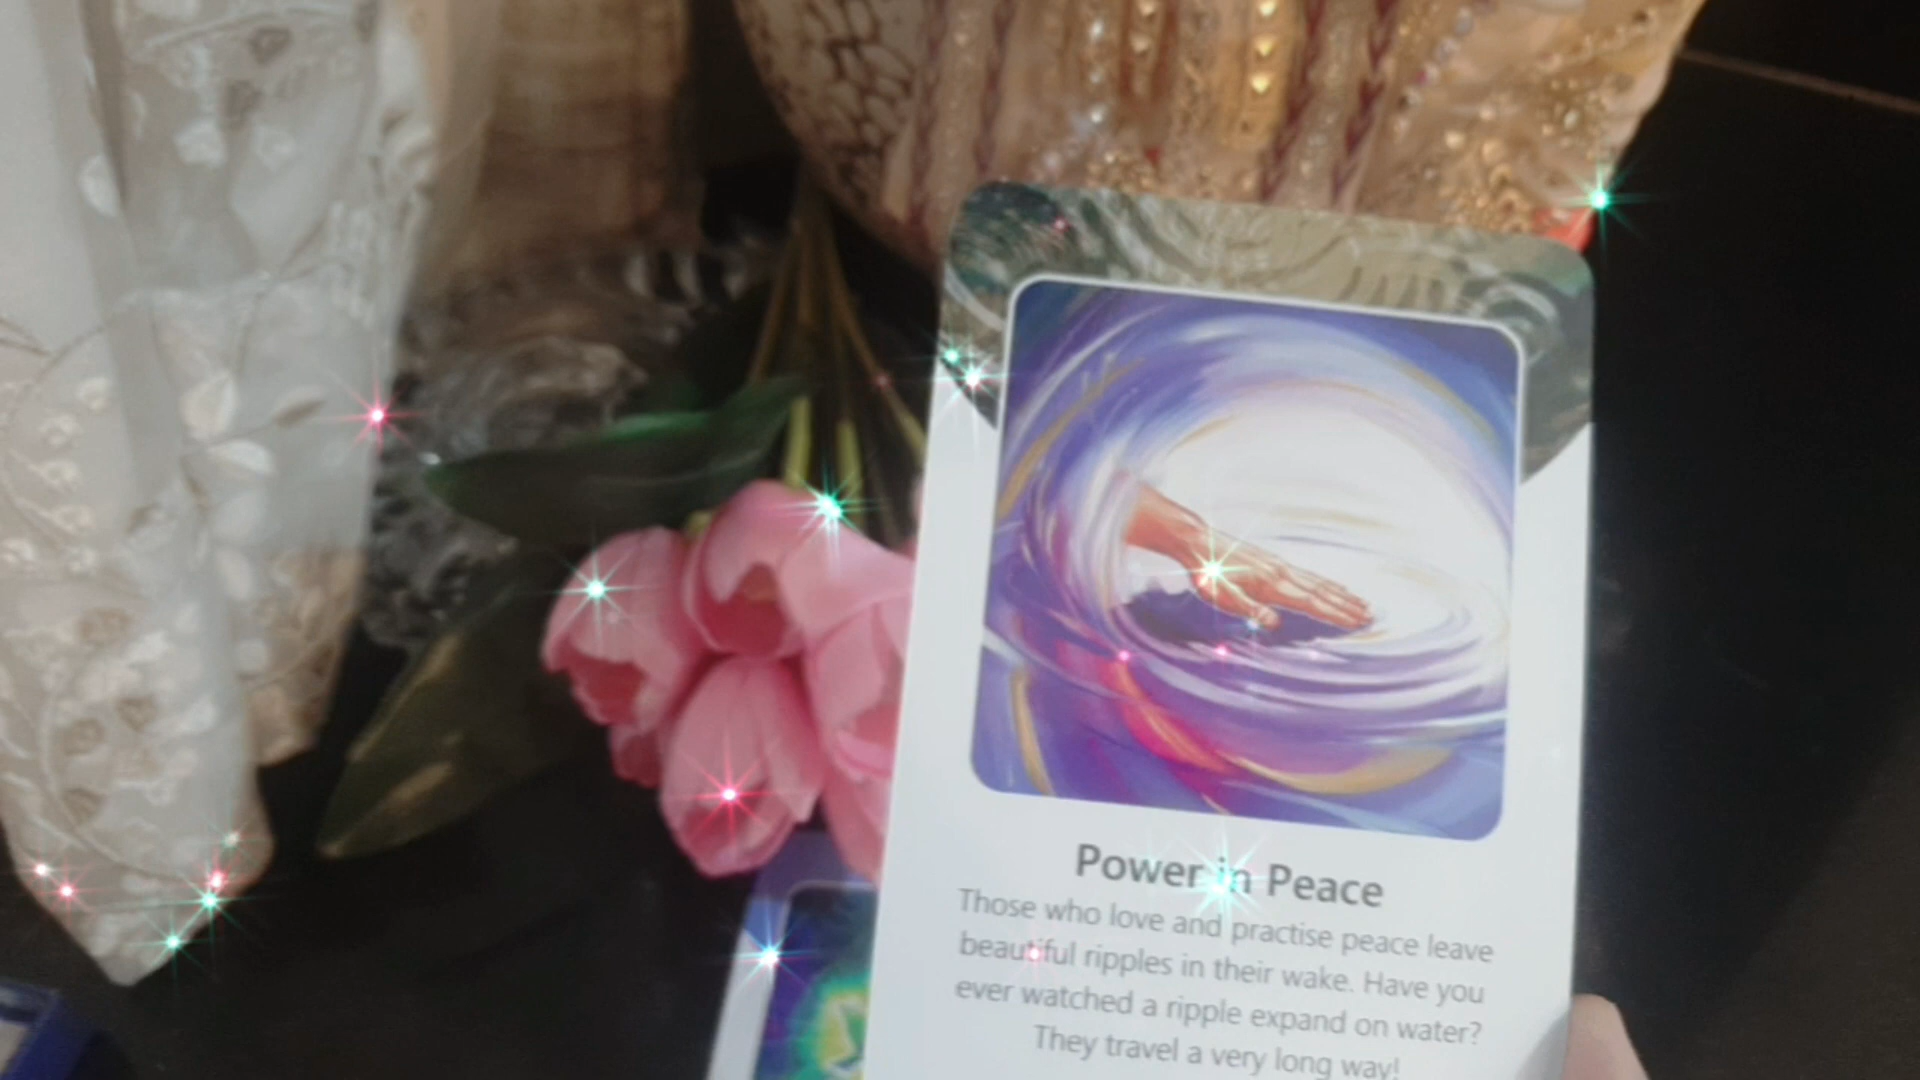 Power in Peace
Those who love and practise peace leave
beautiful ripples in their wake. Have you
ever watched a ripple expand on water?
They travel a very long way!